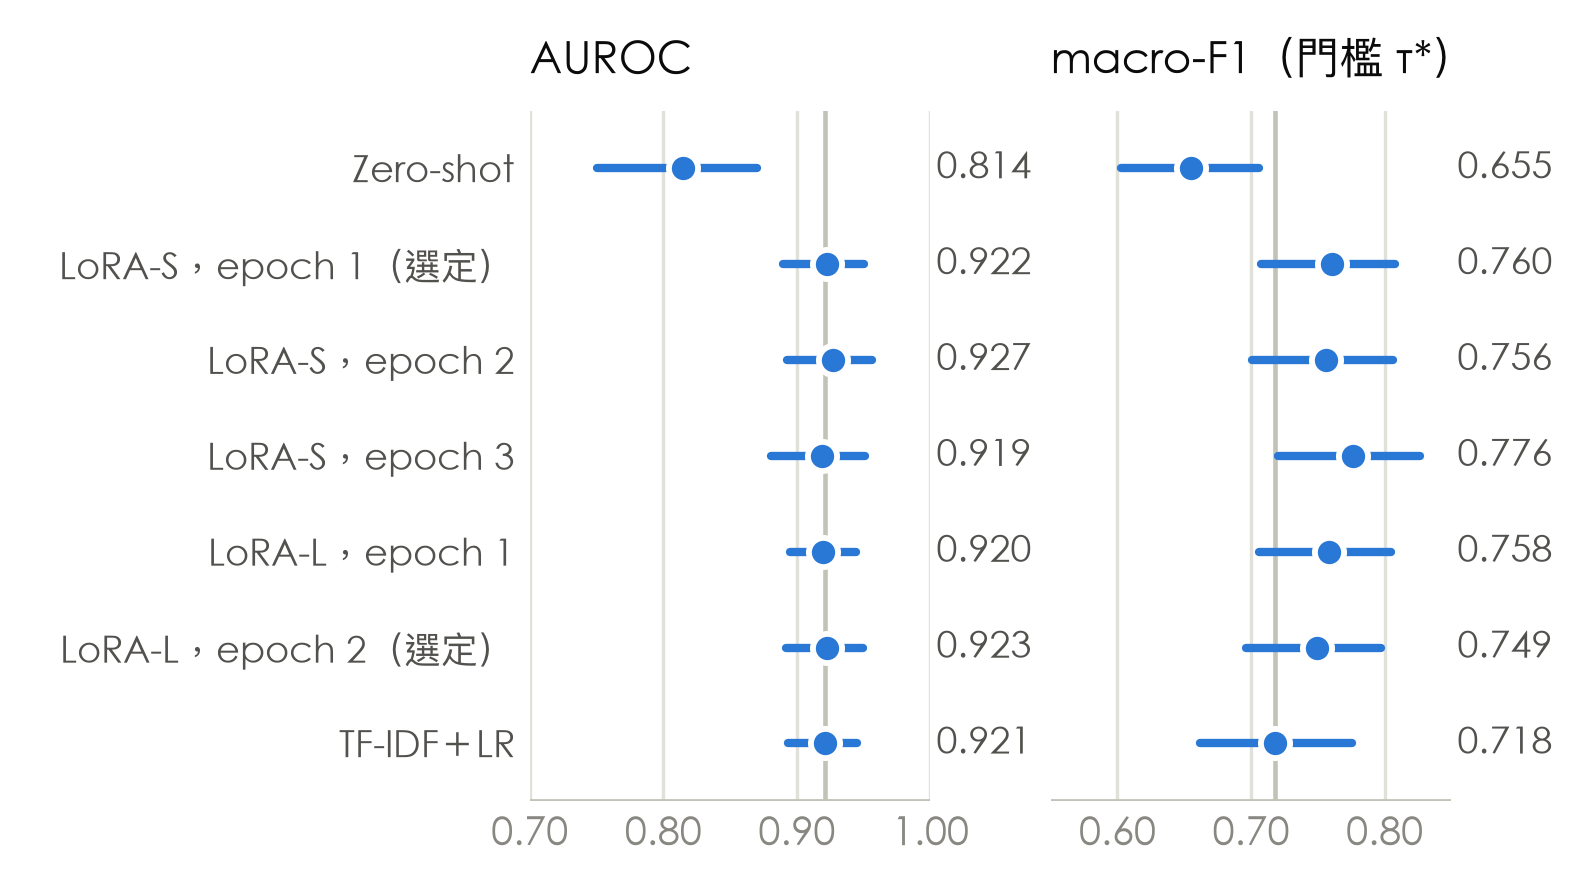 AUROC
macro-F1（門檻 τ*）
Zero-shot 0.814 0.655
LoRA-S，epoch 1（選定） 0.922 0.760
LoRA-S，epoch 2 0.927 0.756
LoRA-S，epoch 3 0.919 0.776
LoRA-L，epoch 1 0.920 0.758
LoRA-L，epoch 2（選定） 0.923 0.749
TF-IDF＋LR 0.921 0.718
0.70 0.80 0.90 1.00 0.60 0.70 0.80